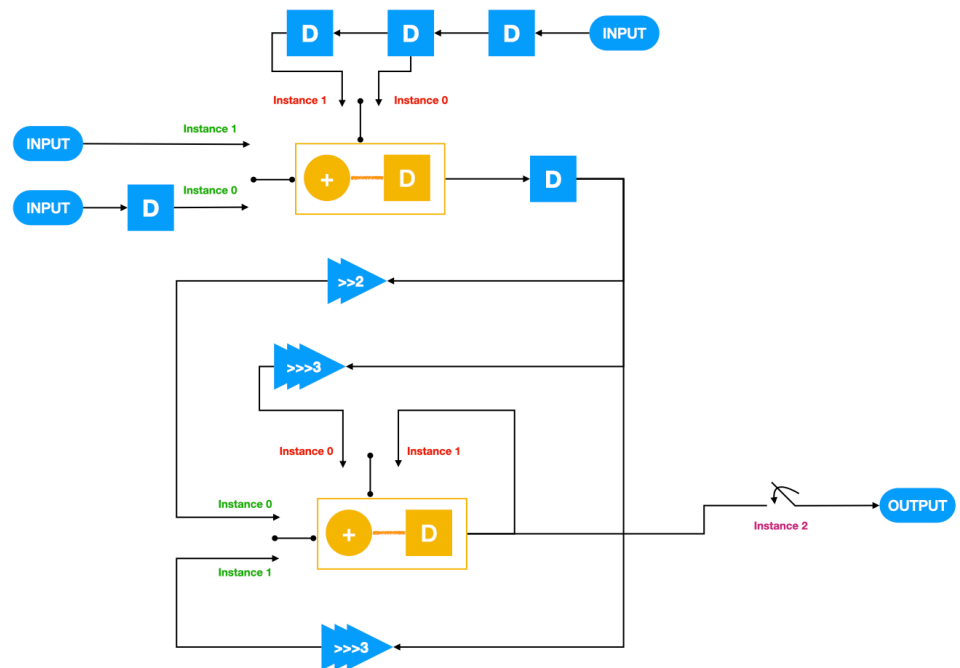 D
D
D
INPUT
Instance 1
Instance 0
INPUT
Instance 1
INPUT
D
Instance 0
+
D
D
>>2
>>>3
Instance 0
Instance 1
Instance 0
+
D
Instance 1
Instance 2
OUTPUT
>>>3